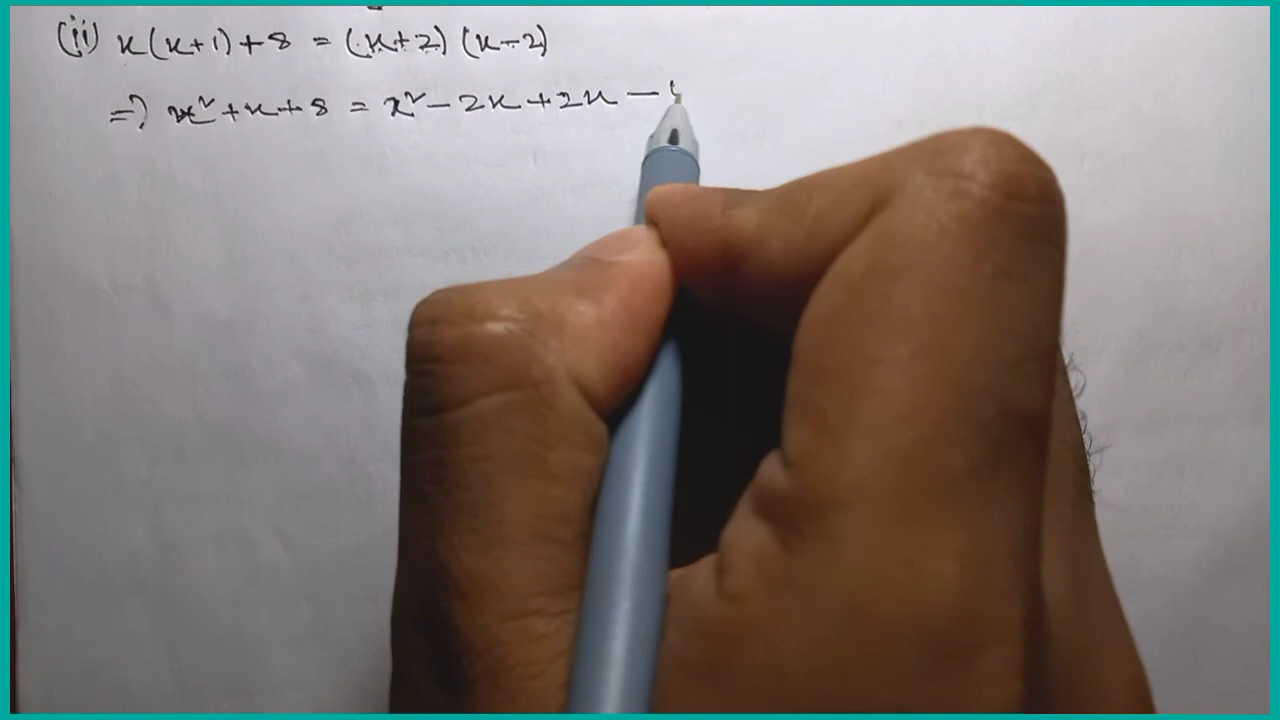 (ii) x(x+1)+8 = (x+2) (x-2)
=> x²+x+8 = x²-2x+2x-